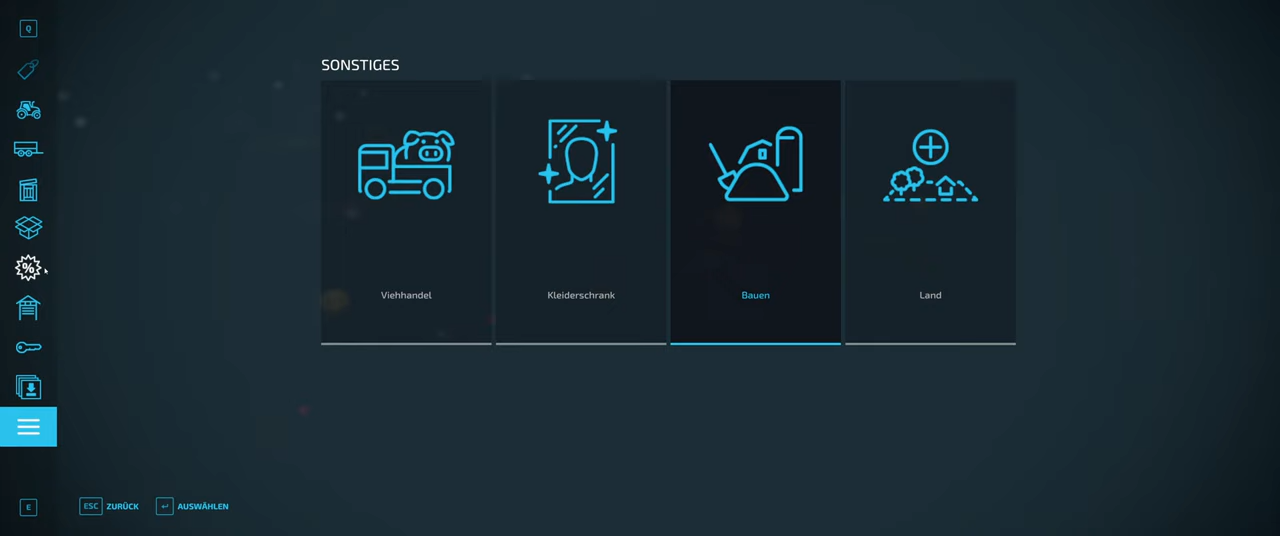 Q
SONSTIGES
%
Viehhandel
Kleiderschrank
Bauen
Land
ESC ZURÜCK AUSWÄHLEN
E